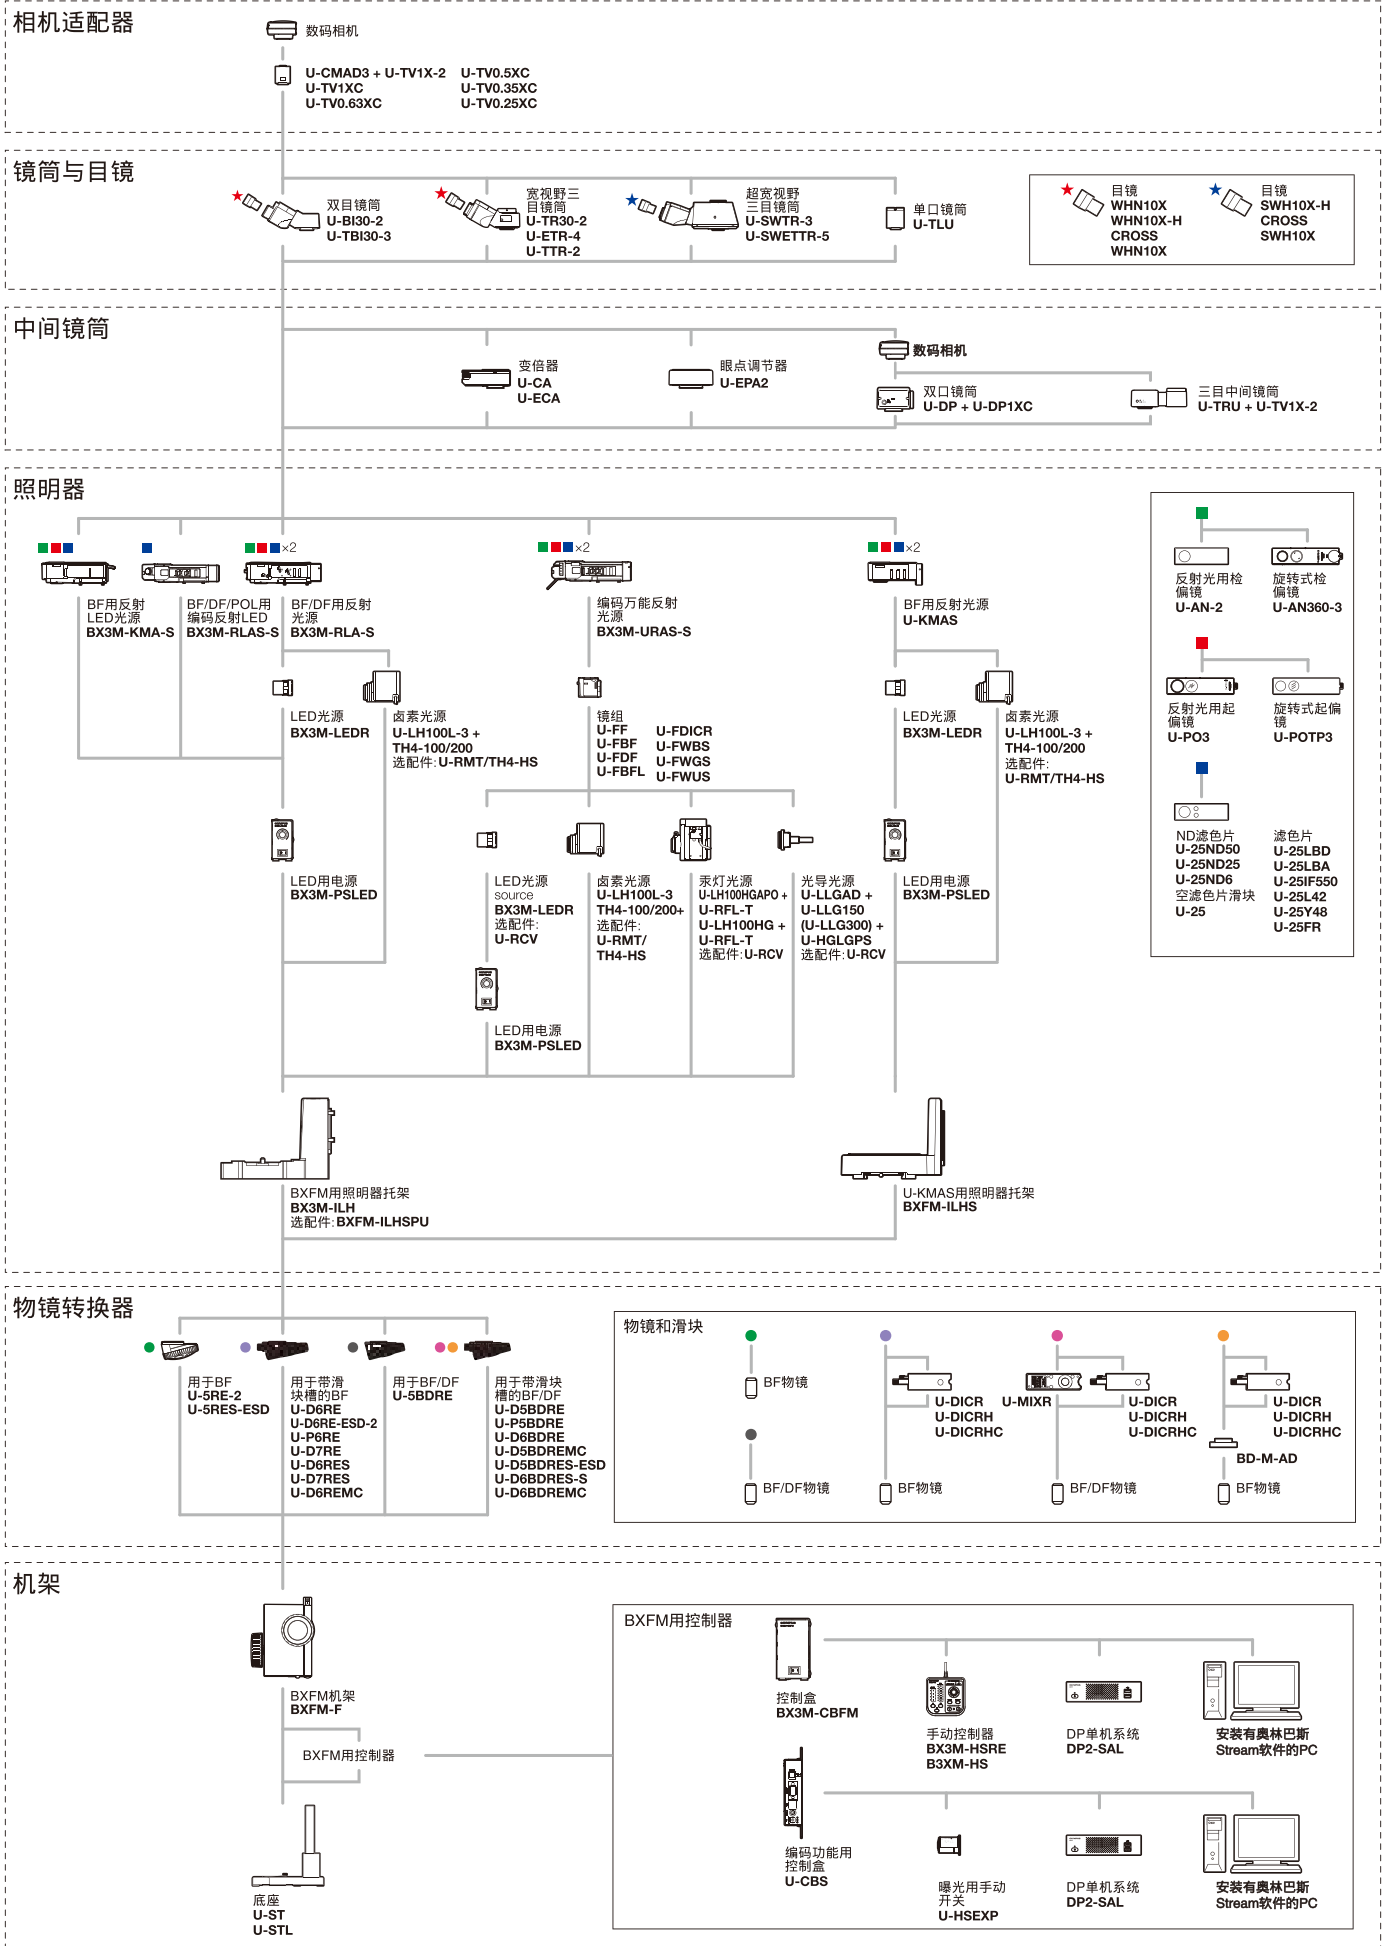 相机适配器
数码相机
U-CMAD3 + U-TV1X-2
U-TV1XC
U-TV0.63XC
U-TV0.5XC
U-TV0.35XC
U-TV0.25XC
镜筒与目镜
双目镜筒
U-BI30-2
U-TBI30-3
宽视野三
目镜筒
U-TR30-2
U-ETR-4
U-TTR-2
超宽视野
三目镜筒
U-SWTR-3
U-SWETTR-5
单口镜筒
U-TLU
目镜
WHN10X
WHN10X-H
CROSS
WHN10X
目镜
SWH10X-H
CROSS
SWH10X
中间镜筒
变倍器
U-CA
U-ECA
眼点调节器
U-EPA2
数码相机
双口镜筒
U-DP + U-DP1XC
三目中间镜筒
U-TRU + U-TV1X-2
照明器
×2
×2
×2
BF用反射
LED光源
BX3M-KMA-S
BF/DF/POL用
编码反射LED
BX3M-RLAS-S
BF/DF用反射
光源
BX3M-RLA-S
编码万能反射
光源
BX3M-URAS-S
BF用反射光源
U-KMAS
LED光源
BX3M-LEDR
卤素光源
U-LH100L-3 +
TH4-100/200
选配件: U-RMT/TH4-HS
镜组
U-FF
U-FBF
U-FDF
U-FBFL
U-FDICR
U-FWBS
U-FWGS
U-FWUS
LED光源
BX3M-LEDR
卤素光源
U-LH100L-3 +
TH4-100/200
选配件:
U-RMT/TH4-HS
LED用电源
BX3M-PSLED
LED光源
source
BX3M-LEDR
选配件:
U-RCV
卤素光源
U-LH100L-3
TH4-100/200+
选配件:
U-RMT/
TH4-HS
汞灯光源
U-LH100HGAPO +
U-RFL-T
U-LH100HG +
U-RFL-T
选配件: U-RCV
光导光源
U-LLGAD +
U-LLG150
(U-LLG300) +
U-HGLGPS
选配件: U-RCV
LED用电源
BX3M-PSLED
LED用电源
BX3M-PSLED
反射光用检
偏镜
U-AN-2
旋转式检
偏镜
U-AN360-3
反射光用起
偏镜
U-PO3
旋转式起偏
镜
U-POTP3
ND滤色片
U-25ND50
U-25ND25
U-25ND6
空滤色片滑块
U-25
滤色片
U-25LBD
U-25LBA
U-25IF550
U-25L42
U-25Y48
U-25FR
BXFM用照明器托架
BX3M-ILH
选配件: BXFM-ILHSPU
U-KMAS用照明器托架
BXFM-ILHS
物镜转换器
用于BF
U-5RE-2
U-5RES-ESD
用于带滑
块槽的BF
U-D6RE
U-D6RE-ESD-2
U-P6RE
U-D7RE
U-D6RES
U-D7RES
U-D6REMC
用于BF/DF
U-5BDRE
用于带滑块
槽的BF/DF
U-D5BDRE
U-P5BDRE
U-D6BDRE
U-D5BDREMC
U-D5BDRES-ESD
U-D6BDRES-S
U-D6BDREMC
物镜和滑块
BF物镜
BF/DF物镜
U-DICR
U-DICRH
U-DICRHC
BF物镜
U-MIXR
U-DICR
U-DICRH
U-DICRHC
BF/DF物镜
U-DICR
U-DICRH
U-DICRHC
BD-M-AD
BF物镜
机架
BXFM机架
BXFM-F
BXFM用控制器
底座
U-ST
U-STL
BXFM用控制器
控制盒
BX3M-CBFM
手动控制器
BX3M-HSRE
B3XM-HS
DP单机系统
DP2-SAL
安装有奥林巴斯
Stream软件的PC
编码功能用
控制盒
U-CBS
曝光用手动
开关
U-HSEXP
DP单机系统
DP2-SAL
安装有奥林巴斯
Stream软件的PC